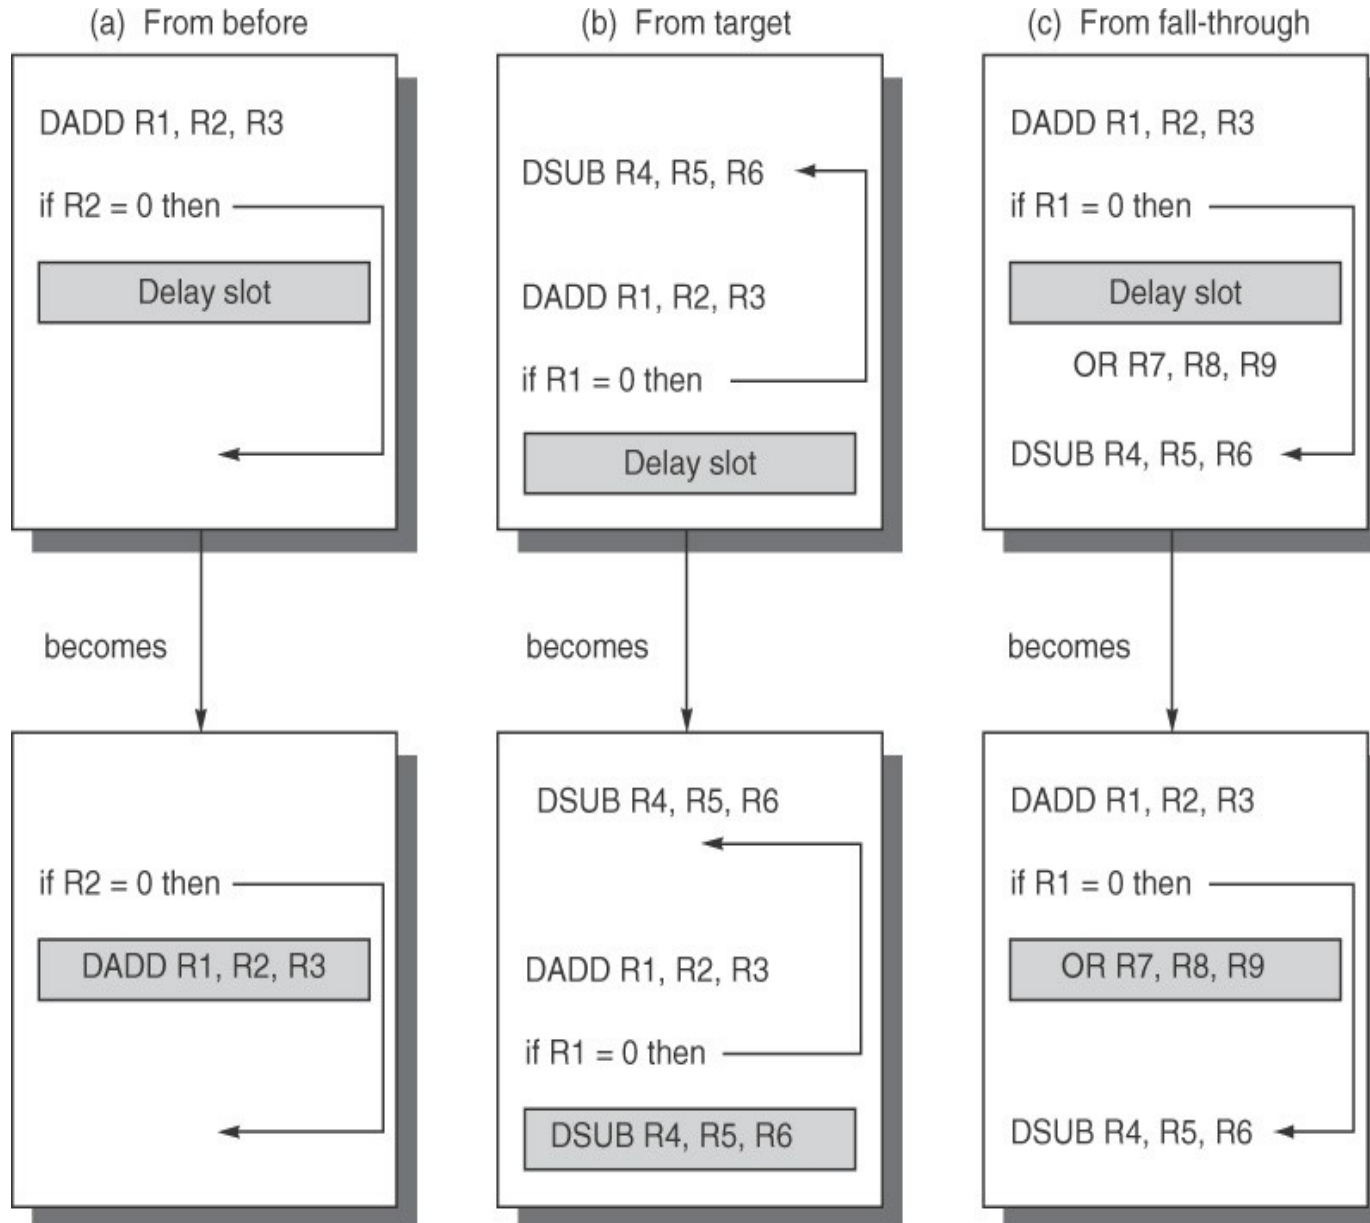 (a) From before
DADD R1, R2, R3
if R2 = 0 then
Delay slot
becomes
if R2 = 0 then
DADD R1, R2, R3
(b) From target
DSUB R4, R5, R6
DADD R1, R2, R3
if R1 = 0 then
Delay slot
becomes
DSUB R4, R5, R6
DADD R1, R2, R3
if R1 = 0 then
DSUB R4, R5, R6
(c) From fall-through
DADD R1, R2, R3
if R1 = 0 then
Delay slot
OR R7, R8, R9
DSUB R4, R5, R6
becomes
DADD R1, R2, R3
if R1 = 0 then
OR R7, R8, R9
DSUB R4, R5, R6